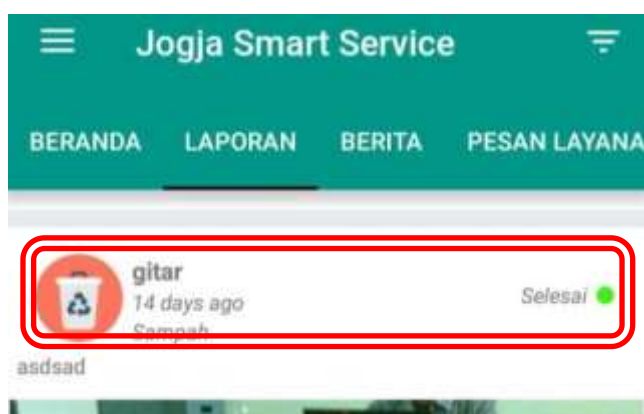 Jogja Smart Service
BERANDA LAPORAN BERITA PESAN LAYANA
gitar
14 days ago
Selesai
Sampah
asdsad